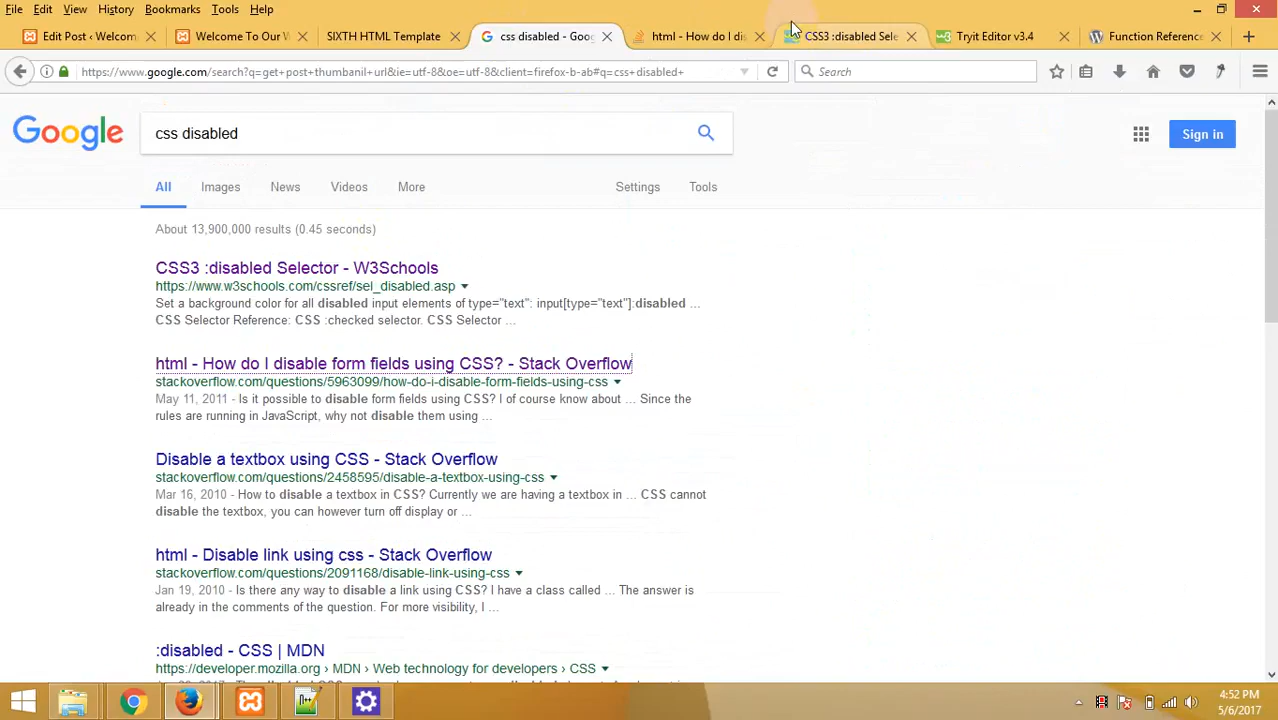 File Edit View History Bookmarks Tools Help
Edit Post ‹ Welcom
Welcome To Our W
SIXTH HTML Template
css disabled - Goog
html - How do I dis
CSS3 :disabled Sele
Tryit Editor v3.4
Function Reference
https://www.google.com/search?q=get+post+thumbanil+url&ie=utf-8&oe=utf-8&client=firefox-b-ab#q=css+disabled+
Search
Google
css disabled
Sign in
All Images News Videos More Settings Tools
About 13,900,000 results (0.45 seconds)
CSS3 :disabled Selector - W3Schools
https://www.w3schools.com/cssref/sel_disabled.asp
Set a background color for all disabled input elements of type="text": input[type="text"]:disabled ...
CSS Selector Reference: CSS :checked selector. CSS Selector ...
html - How do I disable form fields using CSS? - Stack Overflow
stackoverflow.com/questions/5963099/how-do-i-disable-form-fields-using-css
May 11, 2011 - Is it possible to disable form fields using CSS? I of course know about ... Since the
rules are running in JavaScript, why not disable them using ...
Disable a textbox using CSS - Stack Overflow
stackoverflow.com/questions/2458595/disable-a-textbox-using-css
Mar 16, 2010 - How to disable a textbox in CSS? Currently we are having a textbox in ... CSS cannot
disable the textbox, you can however turn off display or ...
html - Disable link using css - Stack Overflow
stackoverflow.com/questions/2091168/disable-link-using-css
Jan 19, 2010 - Is there any way to disable a link using CSS? I have a class called ... The answer is
already in the comments of the question. For more visibility, I ...
:disabled - CSS | MDN
https://developer.mozilla.org › MDN › Web technology for developers › CSS
4:52 PM
5/6/2017